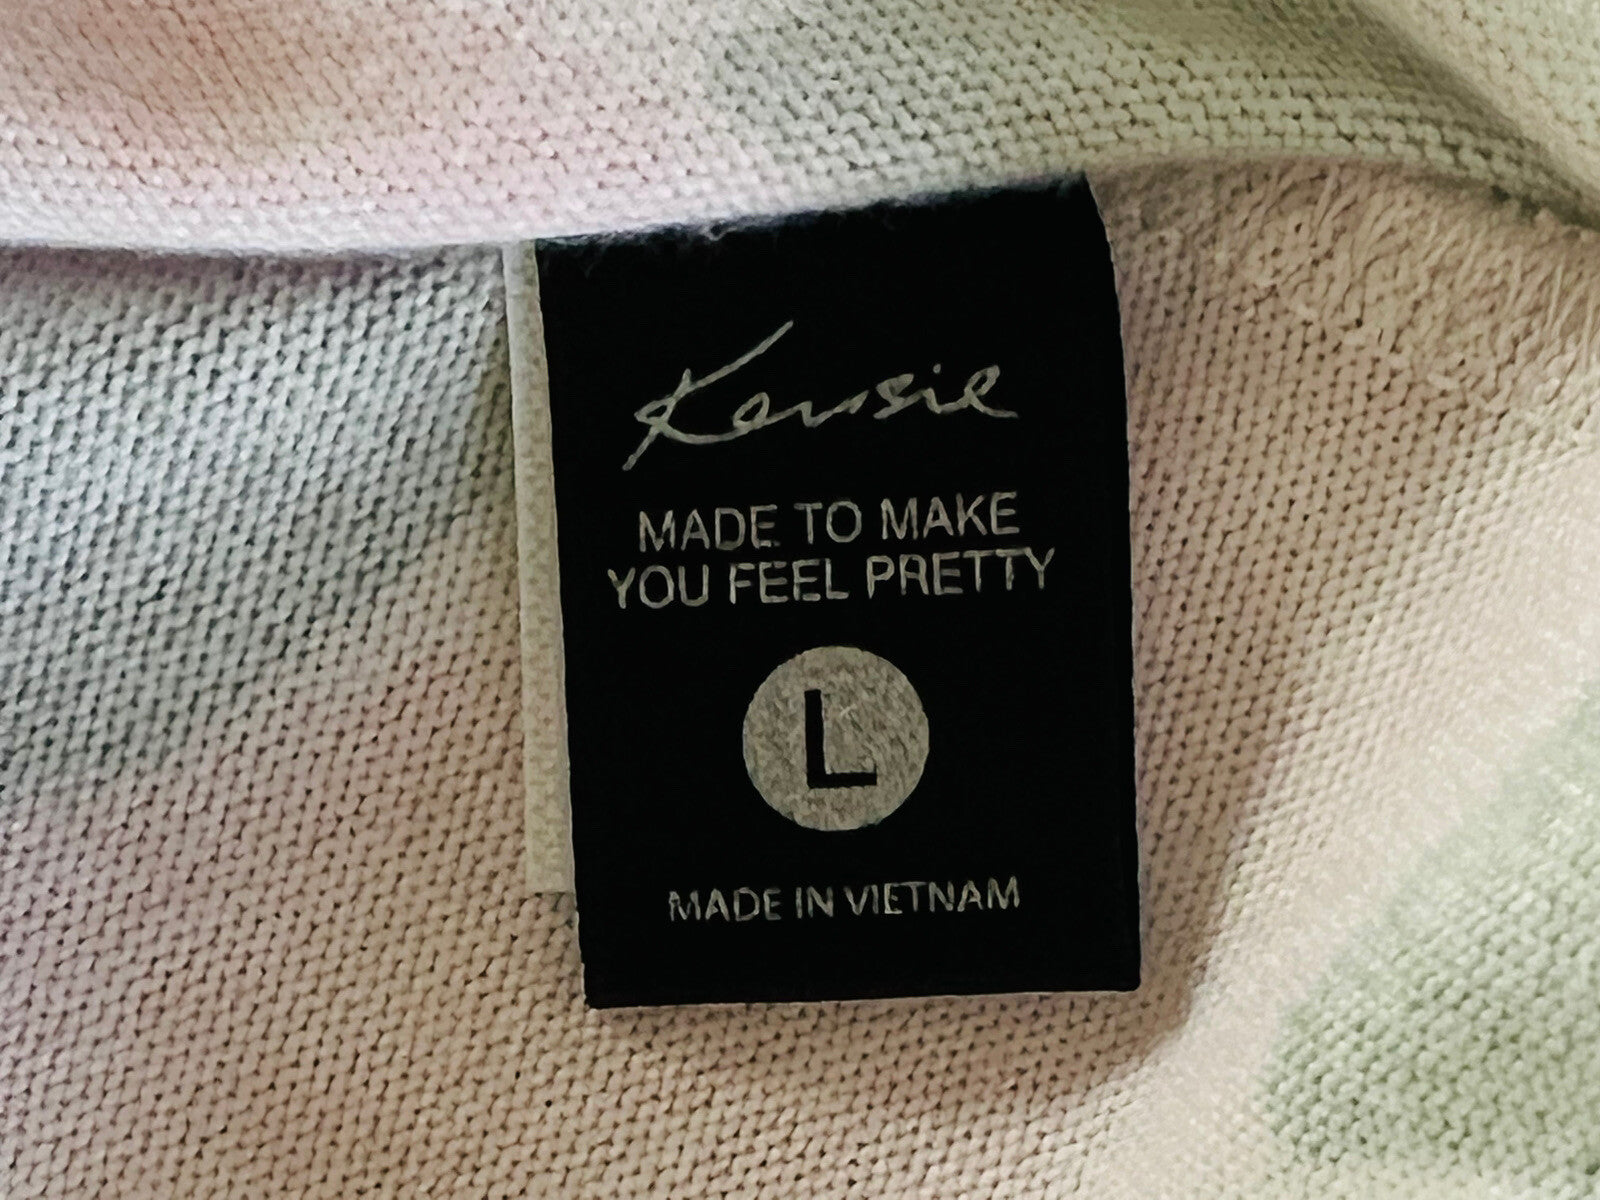 Kensie
MADE TO MAKE
YOU FEEL PRETTY
L
MADE IN VIETNAM